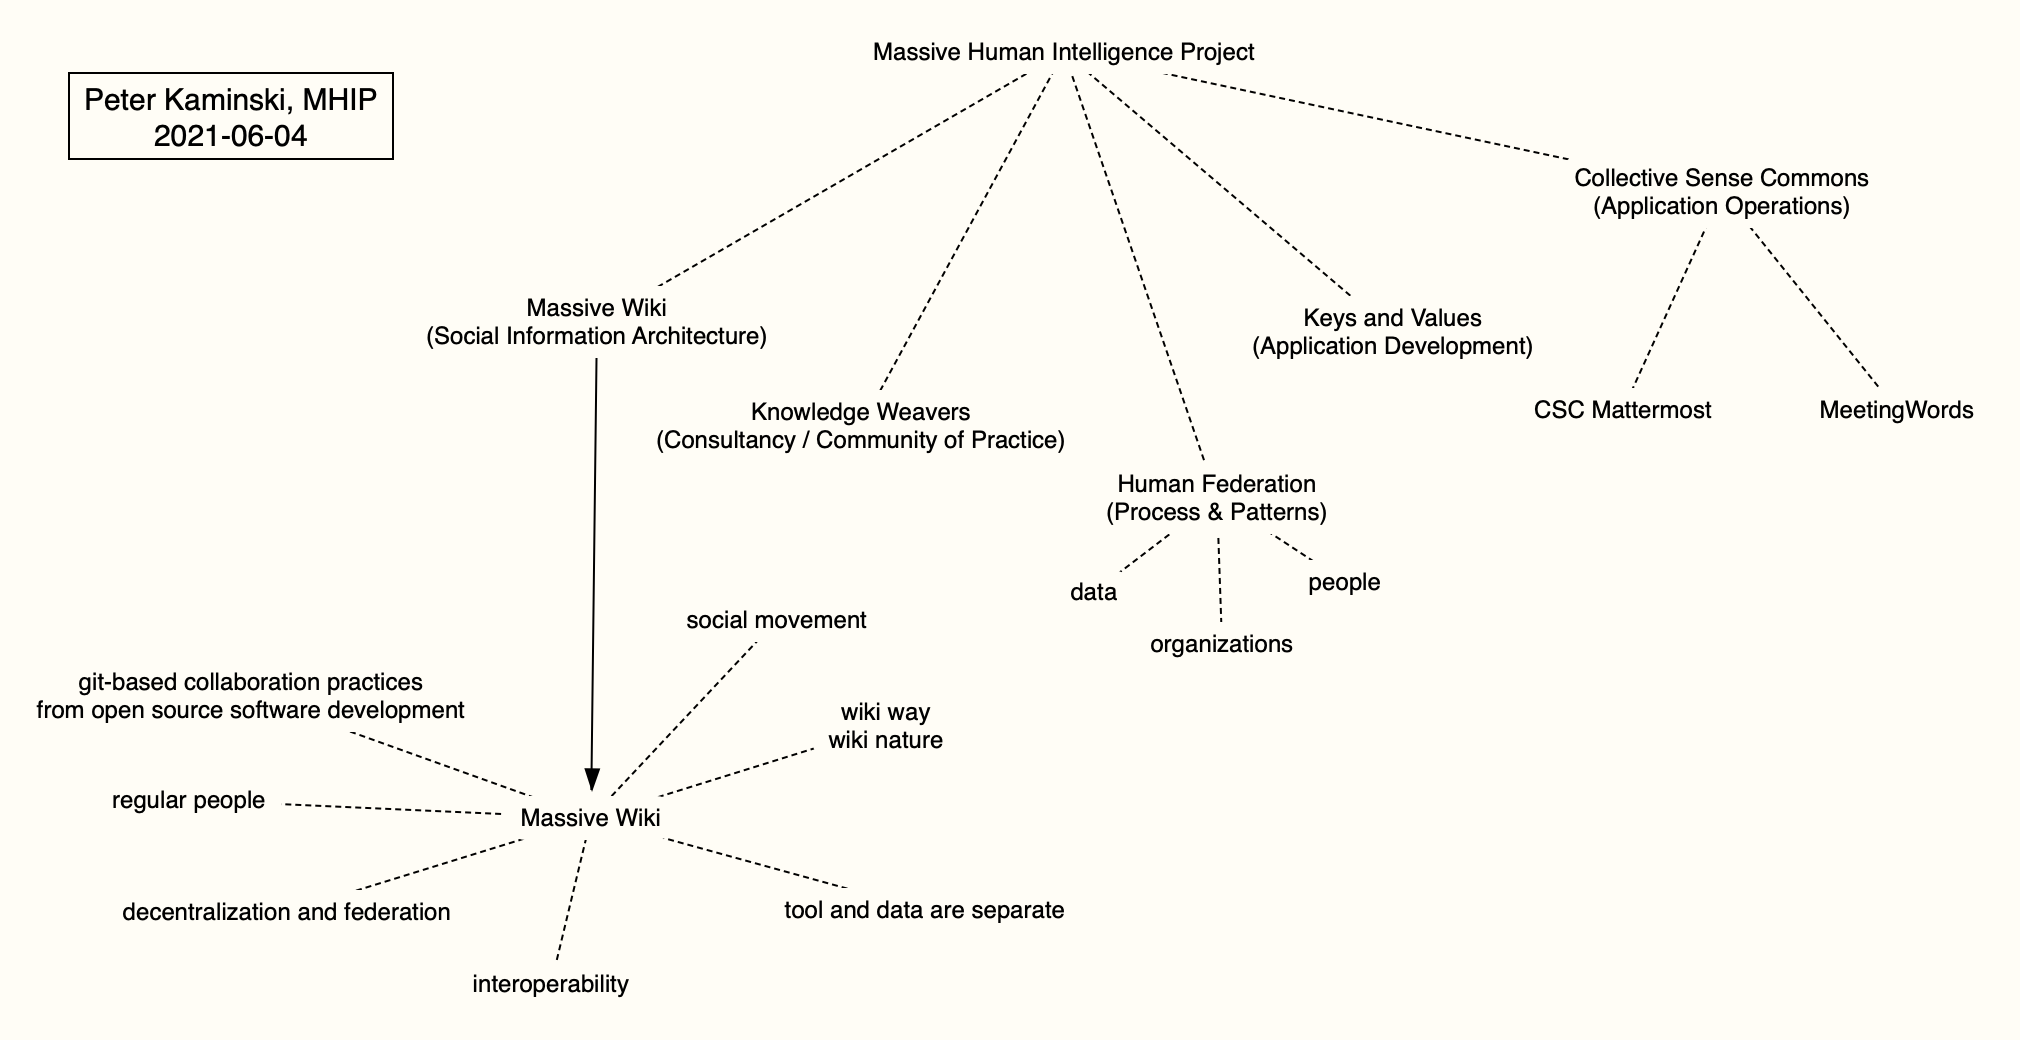 Massive Human Intelligence Project
Peter Kaminski, MHIP
2021-06-04
Collective Sense Commons
(Application Operations)
Massive Wiki
(Social Information Architecture)
Keys and Values
(Application Development)
Knowledge Weavers
(Consultancy / Community of Practice)
CSC Mattermost
MeetingWords
Human Federation
(Process & Patterns)
data
people
organizations
social movement
git-based collaboration practices
from open source software development
wiki way
wiki nature
regular people
Massive Wiki
decentralization and federation
tool and data are separate
interoperability